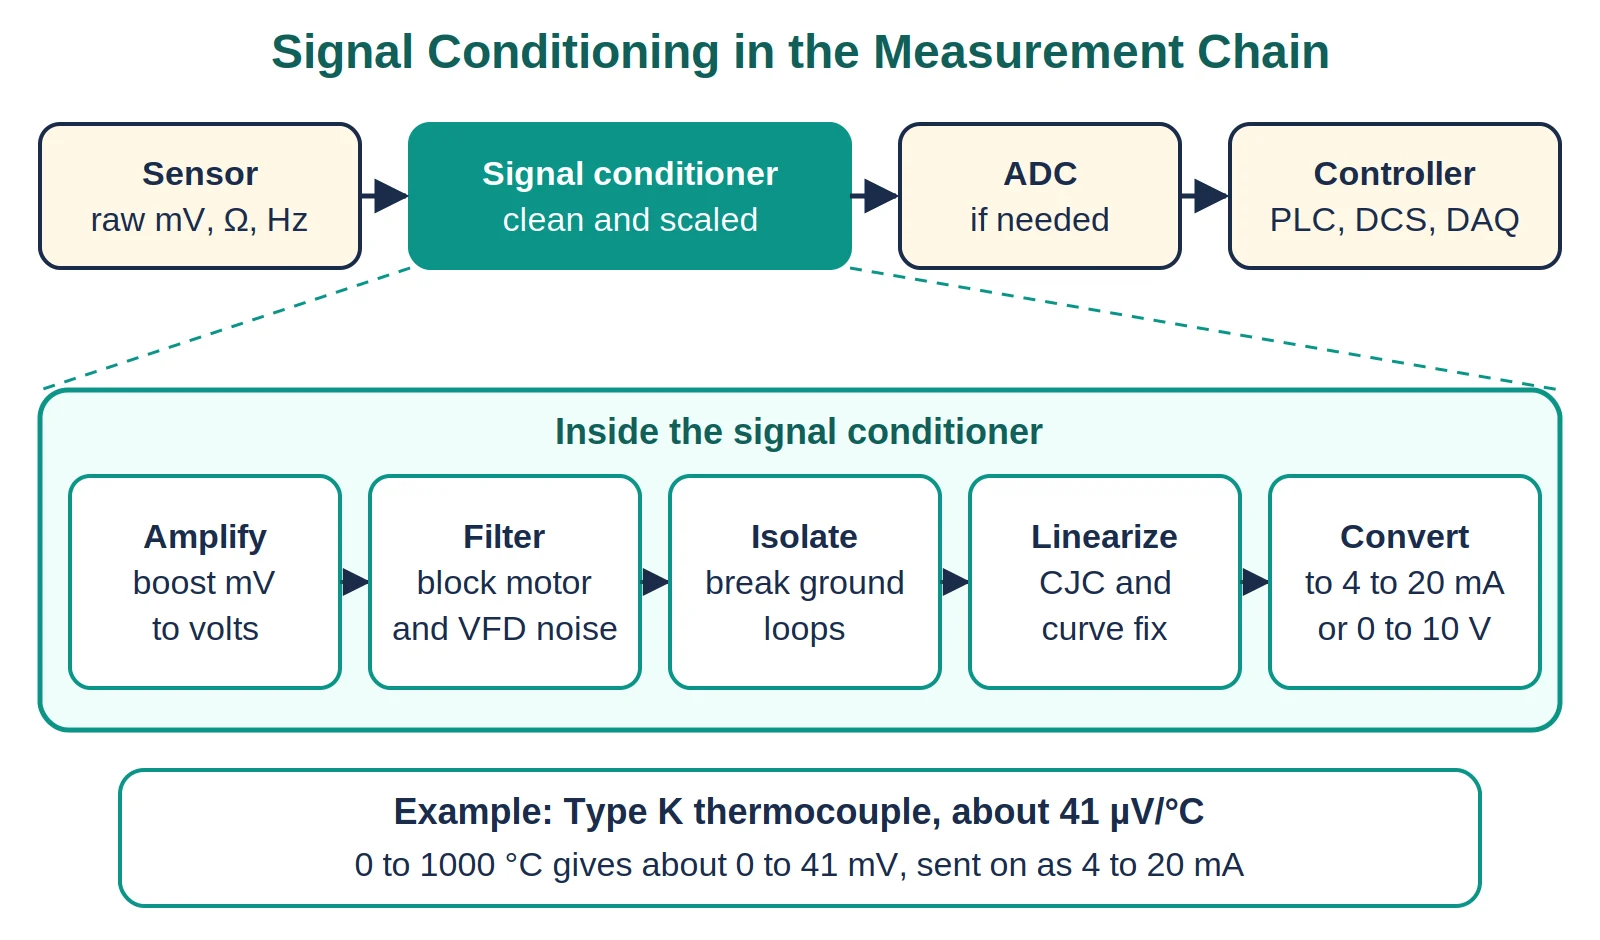 Signal Conditioning in the Measurement Chain
Sensor
raw mV, Ω, Hz
Signal conditioner
clean and scaled
ADC
if needed
Controller
PLC, DCS, DAQ
Inside the signal conditioner
Amplify
boost mV
to volts
Filter
block motor
and VFD noise
Isolate
break ground
loops
Linearize
CJC and
curve fix
Convert
to 4 to 20 mA
or 0 to 10 V
Example: Type K thermocouple, about 41 µV/°C
0 to 1000 °C gives about 0 to 41 mV, sent on as 4 to 20 mA